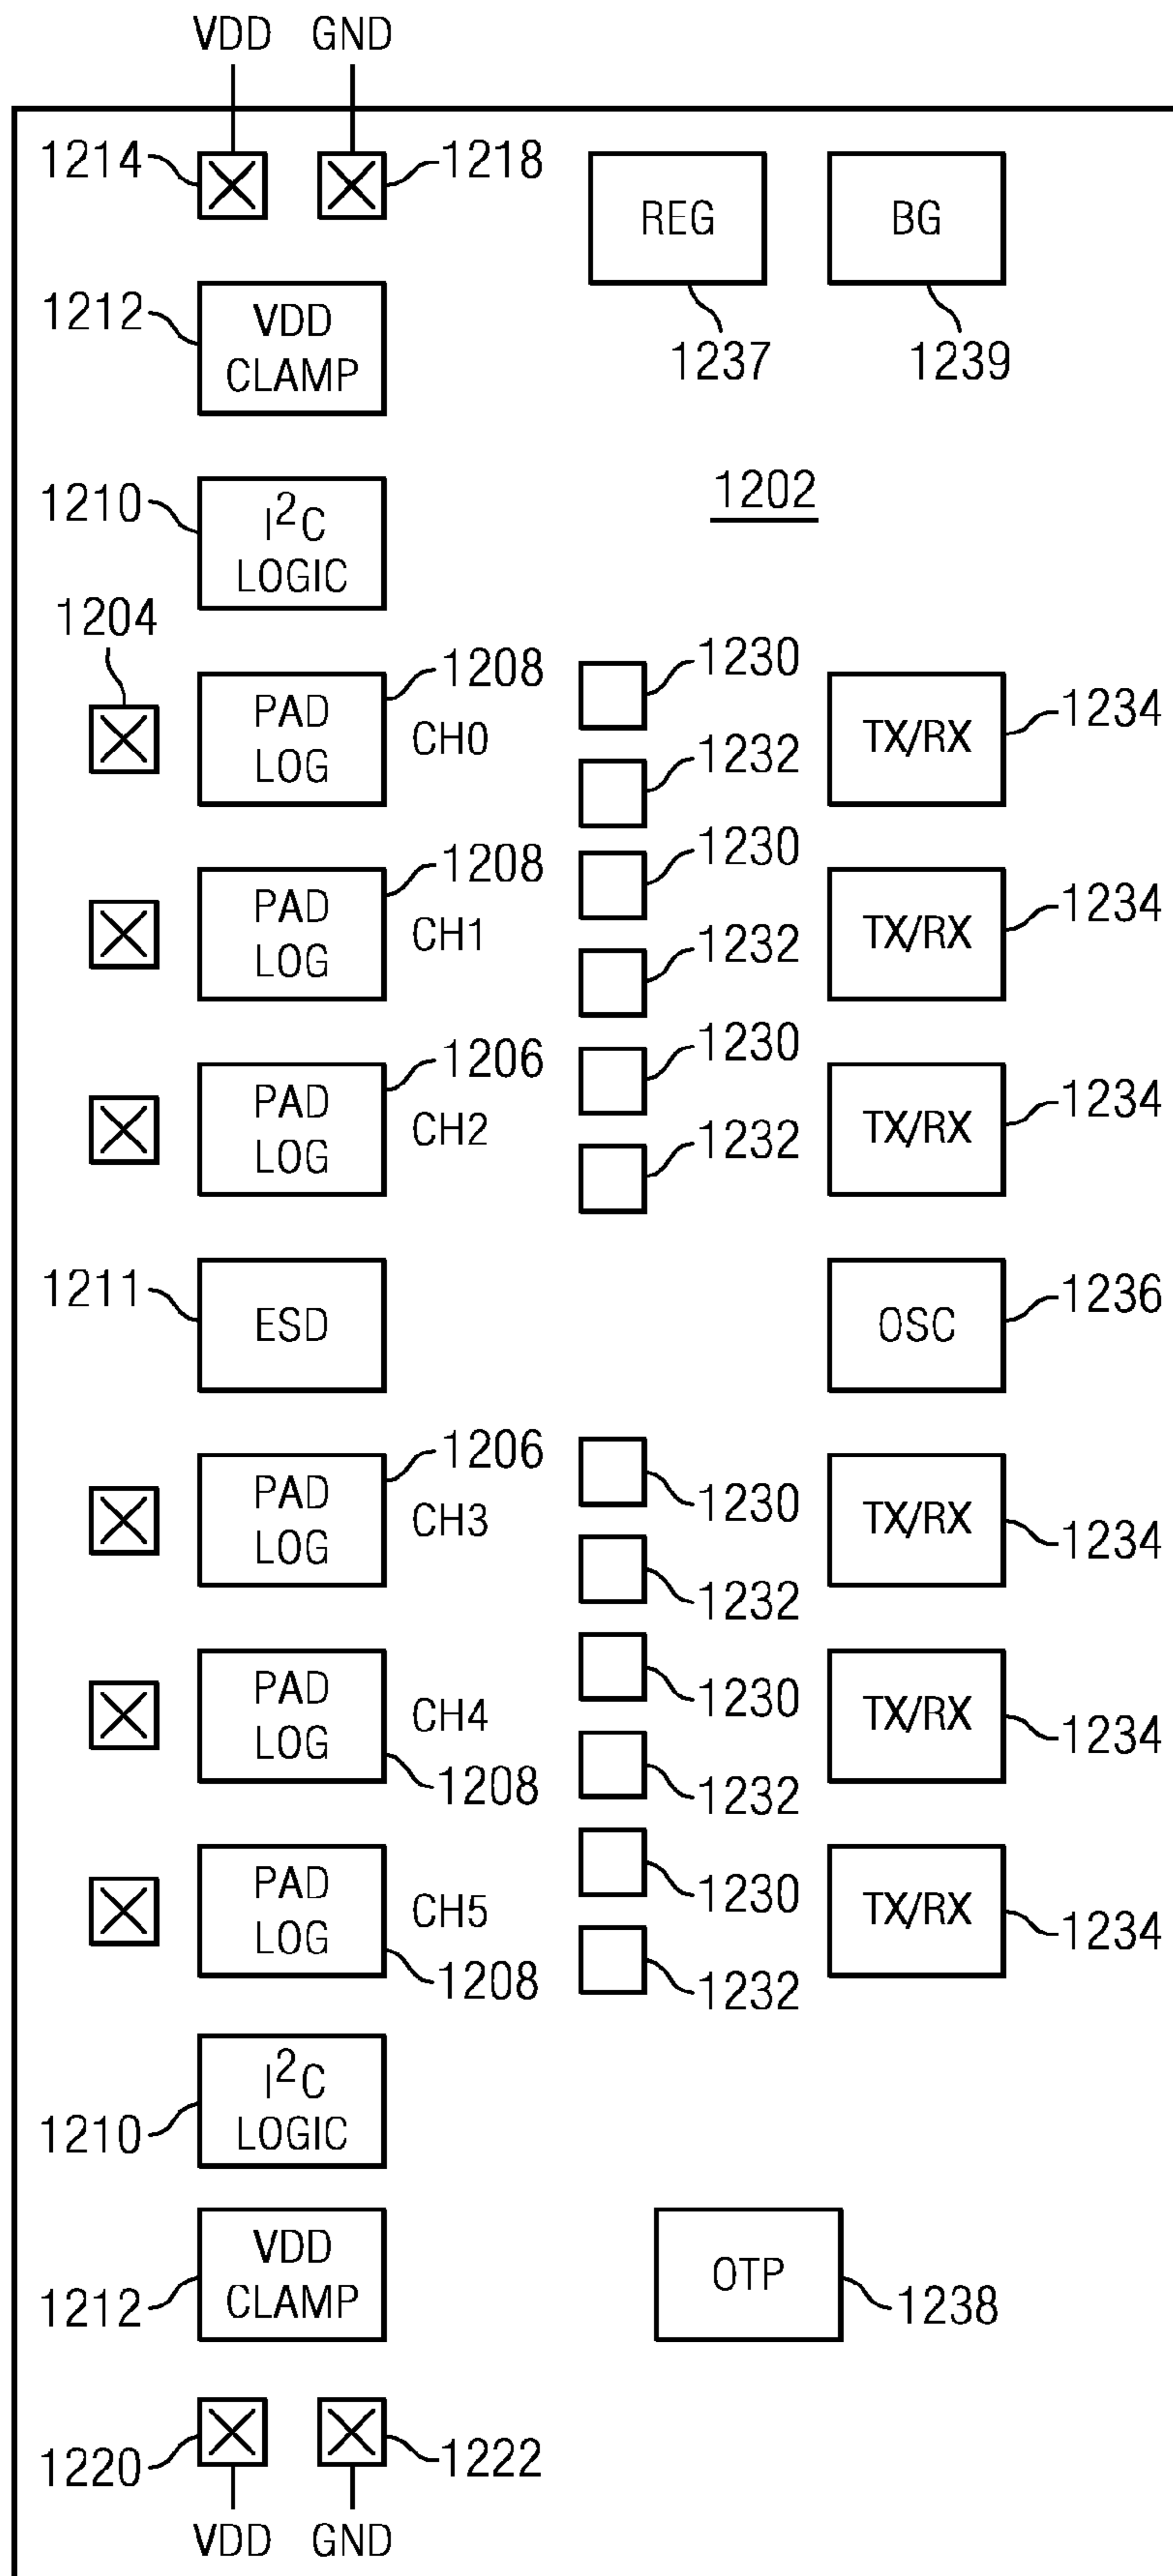 VDD GND
1214 1218
REG BG
1212 VDD CLAMP
1237 1239
1202
1210 I²C LOGIC
1204
PAD LOG 1208 CH0 1230 1232 TX/RX 1234
PAD LOG 1208 CH1 1230 1232 TX/RX 1234
PAD LOG 1206 CH2 1230 1232 TX/RX 1234
1211 ESD OSC 1236
PAD LOG 1206 CH3 1230 1232 TX/RX 1234
PAD LOG CH4 1208 1230 1232 TX/RX 1234
PAD LOG CH5 1208 1230 1232 TX/RX 1234
1210 I²C LOGIC
1212 VDD CLAMP
OTP 1238
1220 1222
VDD GND